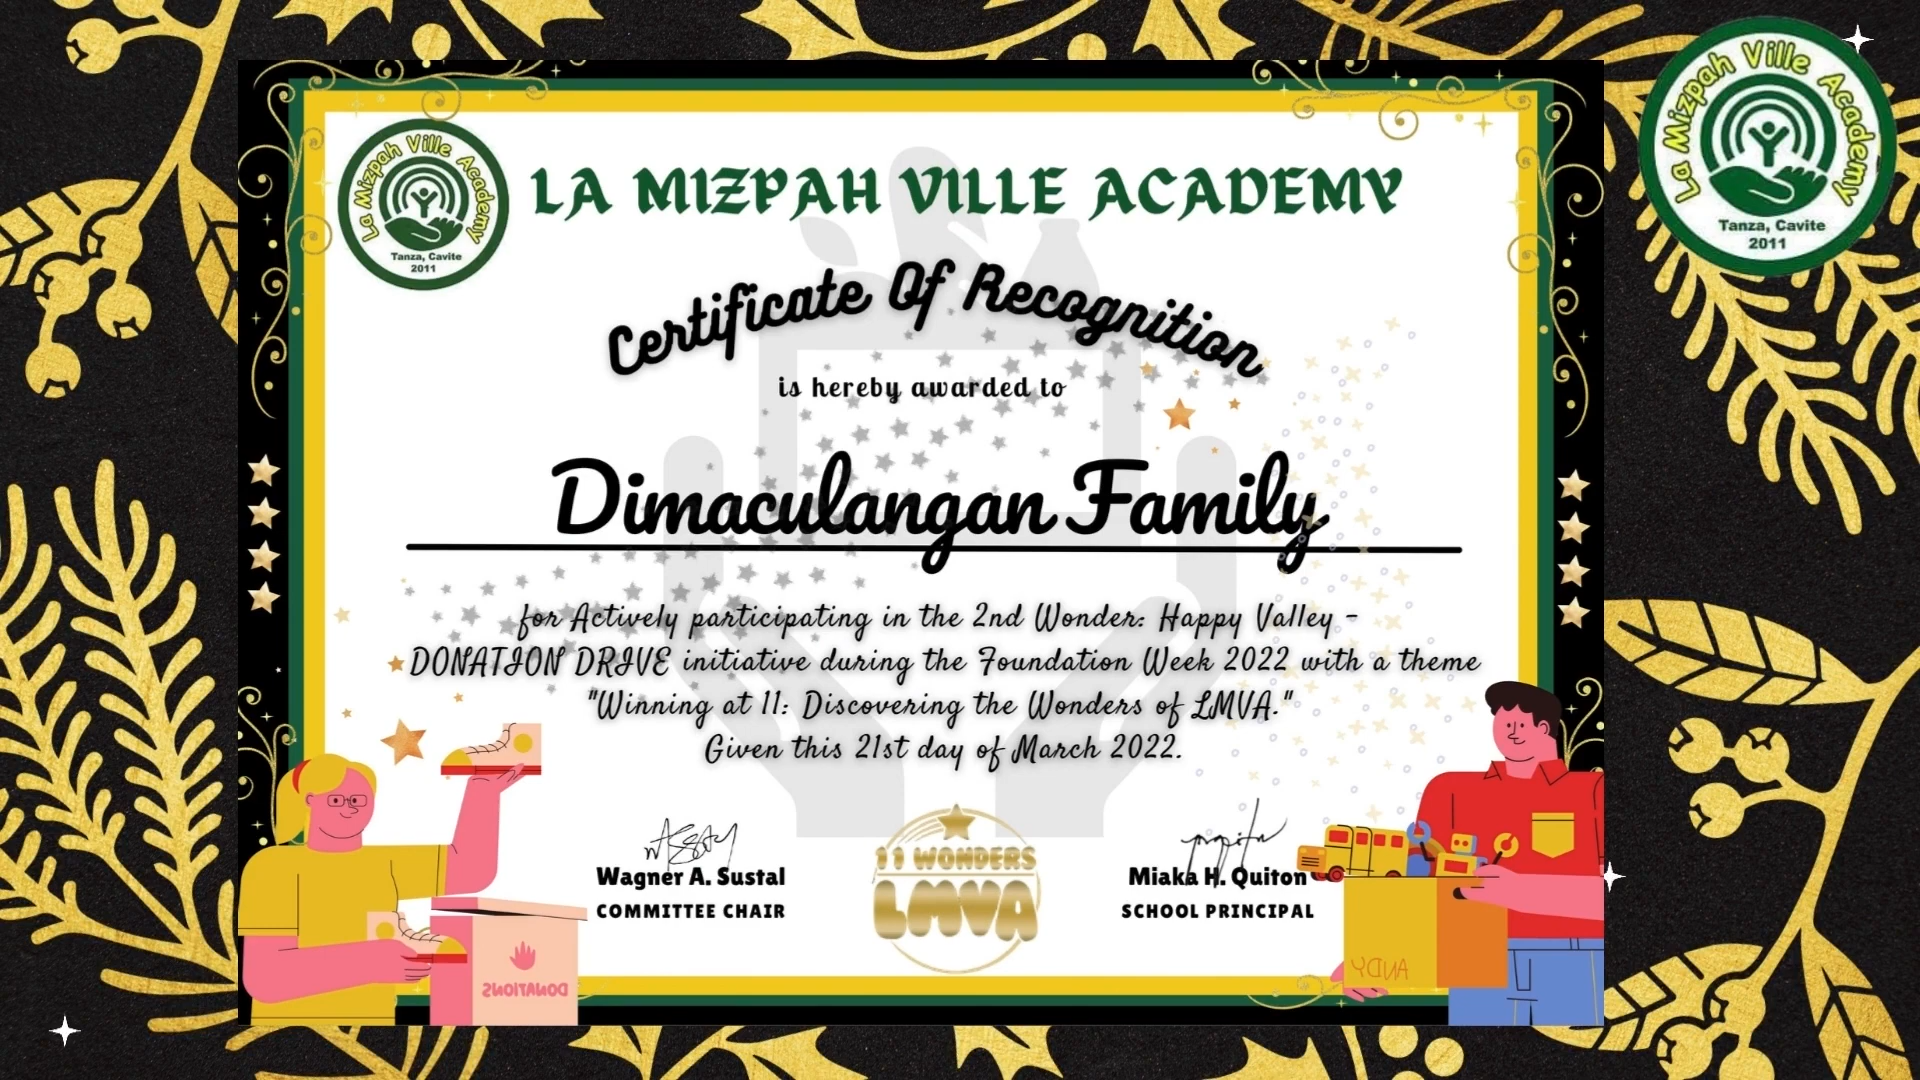 La Mizpah Ville Academy
Tanza, Cavite
2011
La Mizpah Ville Academy
Tanza, Cavite
2011
LA MIZPAH VILLE ACADEMY
Certificate Of Recognition
is hereby awarded to
Dimaculangan Family
for Actively participating in the 2nd Wonder: Happy Valley -
DONATION DRIVE initiative during the Foundation Week 2022 with a theme
"Winning at 11: Discovering the Wonders of LMVA."
Given this 21st day of March 2022.
Wagner A. Sustal
COMMITTEE CHAIR
11 WONDERS
LMVA
Miaka H. Quiton
SCHOOL PRINCIPAL
DONATIONS
ANDY